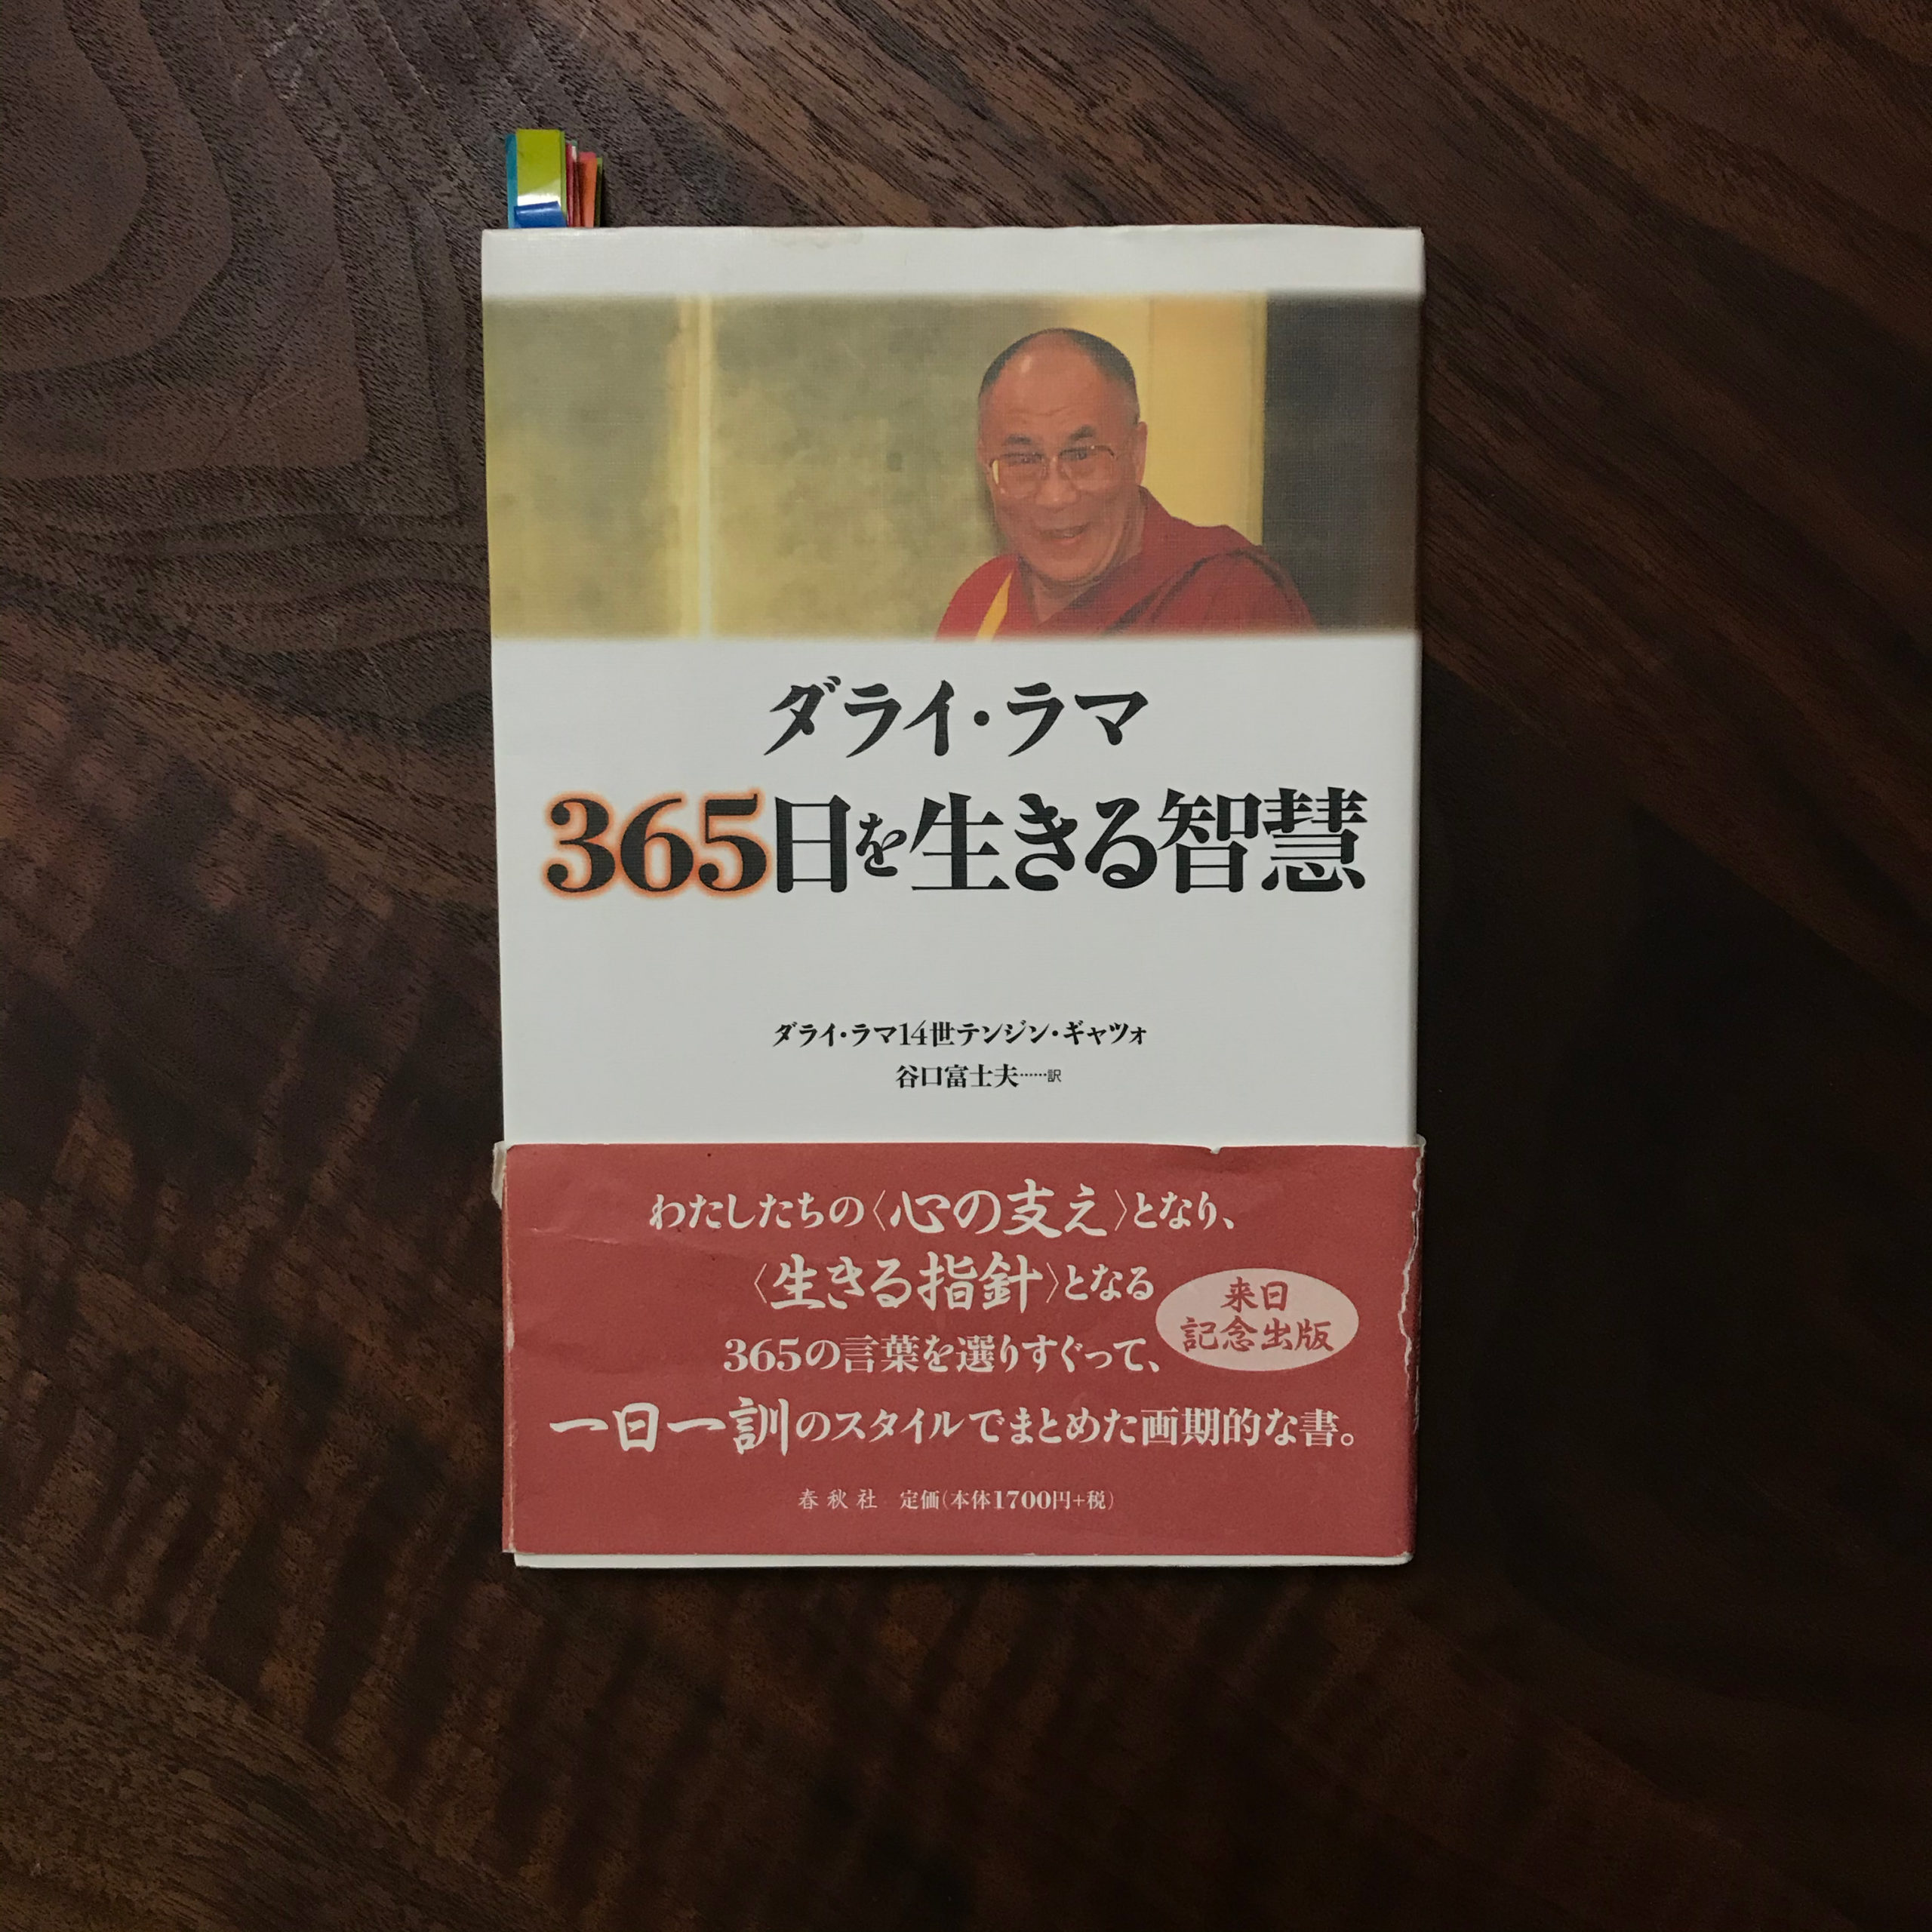 ダライ・ラマ
365日を生きる智慧
ダライ・ラマ14世テンジン・ギャツォ
谷口富士夫……訳
わたしたちの〈心の支え〉となり、
〈生きる指針〉となる
365の言葉を選りすぐって、
一日一訓のスタイルでまとめた画期的な書。
来日
記念出版
春秋社 定価(本体1700円+税)